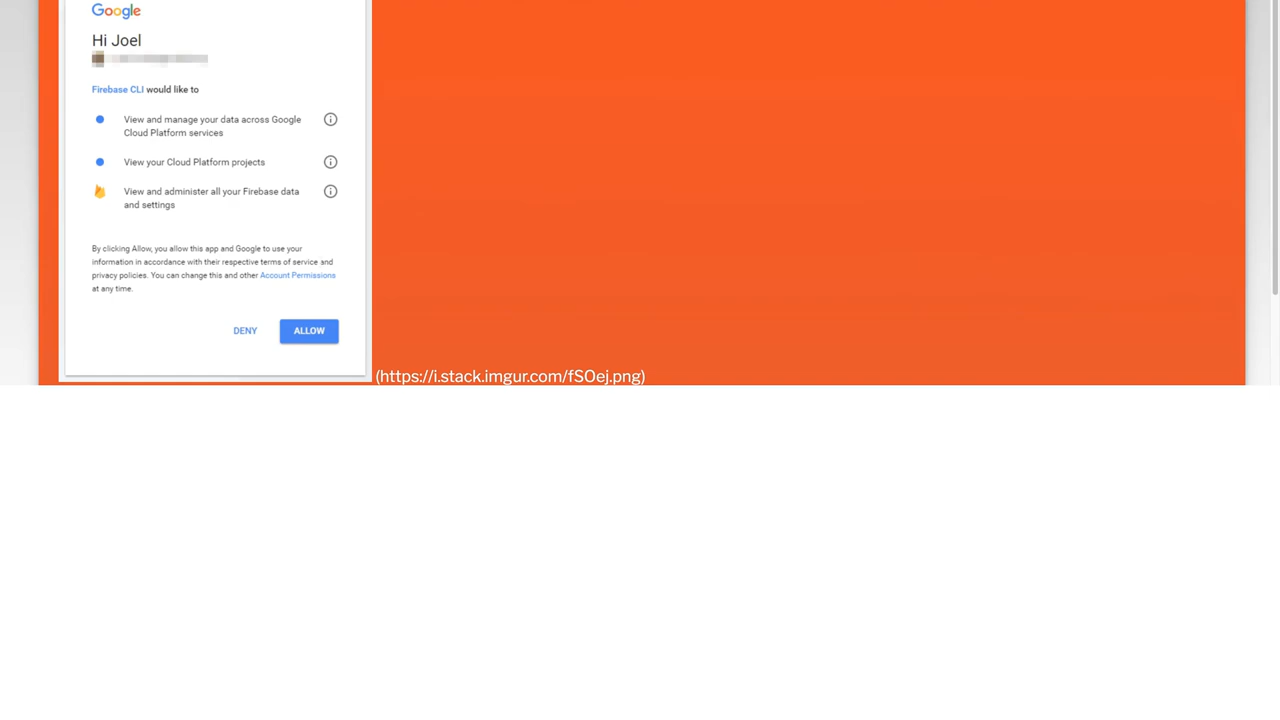 Google
Hi Joel
Firebase CLI would like to
View and manage your data across Google
Cloud Platform services
View your Cloud Platform projects
View and administer all your Firebase data
and settings
By clicking Allow, you allow this app and Google to use your
information in accordance with their respective terms of service and
privacy policies. You can change this and other Account Permissions
at any time.
DENY ALLOW
(https://i.stack.imgur.com/fSOej.png)